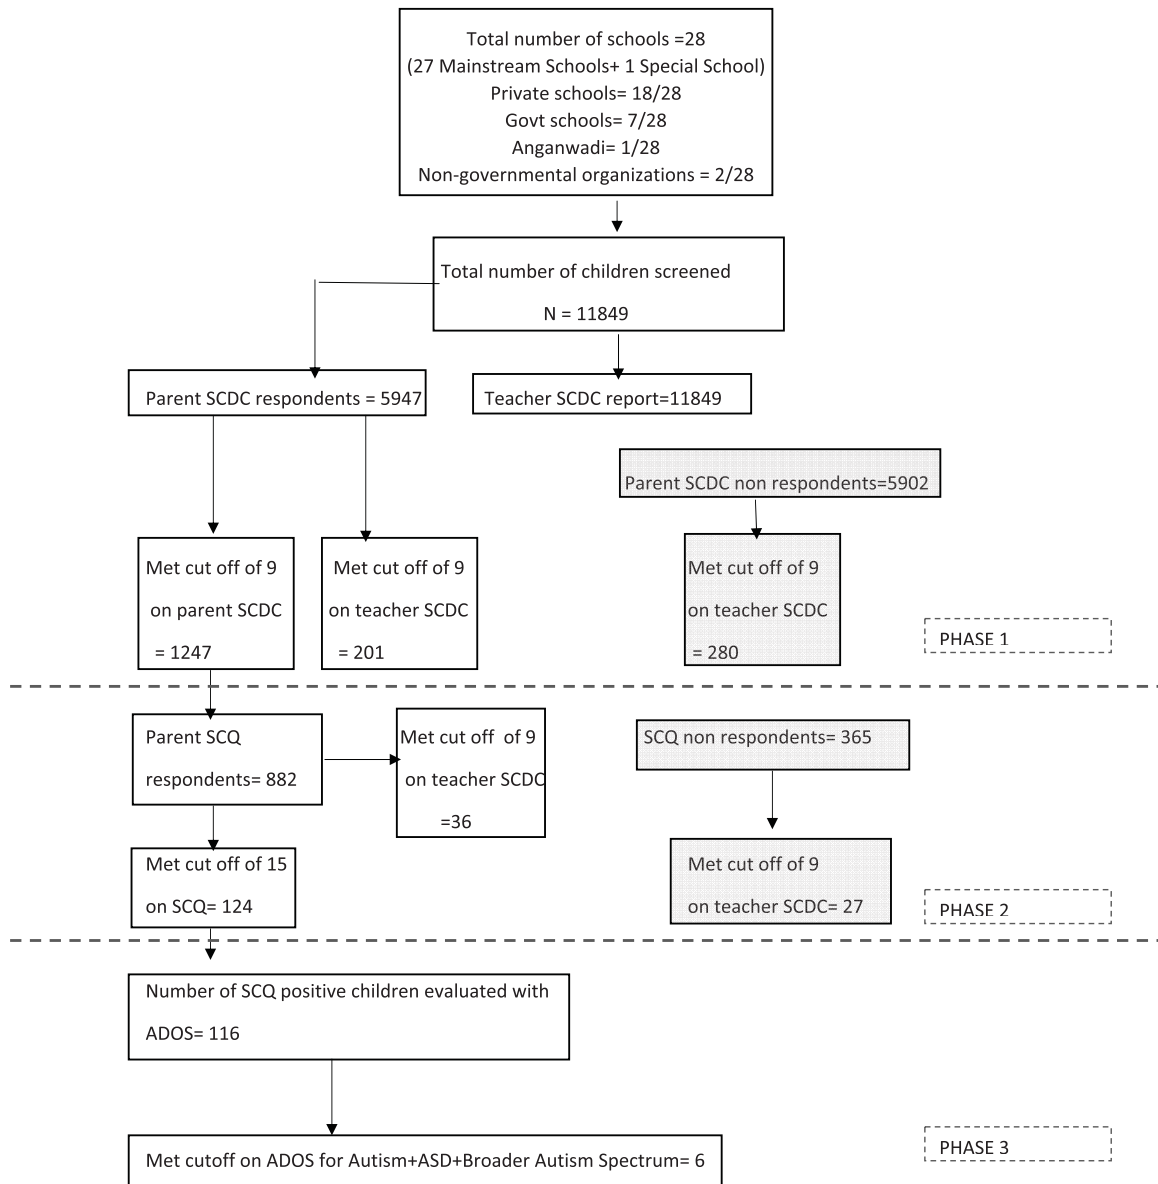 Total number of schools =28
(27 Mainstream Schools+ 1 Special School)
Private schools= 18/28
Govt schools= 7/28
Anganwadi= 1/28
Non-governmental organizations = 2/28
Total number of children screened
N = 11849
Parent SCDC respondents = 5947
Teacher SCDC report=11849
Parent SCDC non respondents=5902
Met cut off of 9
on parent SCDC
= 1247
Met cut off of 9
on teacher SCDC
= 201
Met cut off of 9
on teacher SCDC
= 280
PHASE 1
Parent SCQ
respondents= 882
Met cut off of 9
on teacher SCDC
=36
SCQ non respondents= 365
Met cut off of 15
on SCQ= 124
Met cut off of 9
on teacher SCDC= 27
PHASE 2
Number of SCQ positive children evaluated with
ADOS= 116
Met cutoff on ADOS for Autism+ASD+Broader Autism Spectrum= 6
PHASE 3